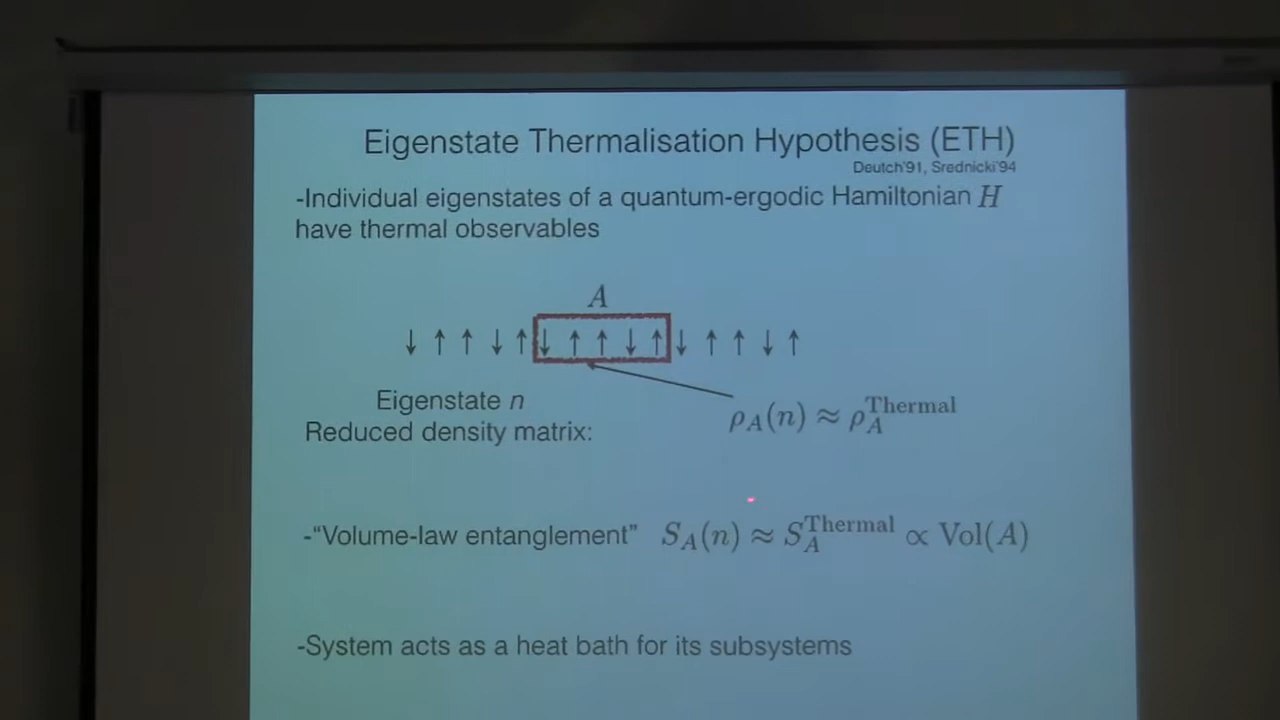 Eigenstate Thermalisation Hypothesis (ETH)
Deutch'91, Srednicki'94
-Individual eigenstates of a quantum-ergodic Hamiltonian H
have thermal observables
A
↓ ↑ ↑ ↓ ↑ ↓ ↑ ↑ ↓ ↑ ↓ ↑ ↑ ↓ ↑
Eigenstate n
Reduced density matrix:
ρ_A(n) ≈ ρ_A^Thermal
-“Volume-law entanglement” S_A(n) ≈ S_A^Thermal ∝ Vol(A)
-System acts as a heat bath for its subsystems